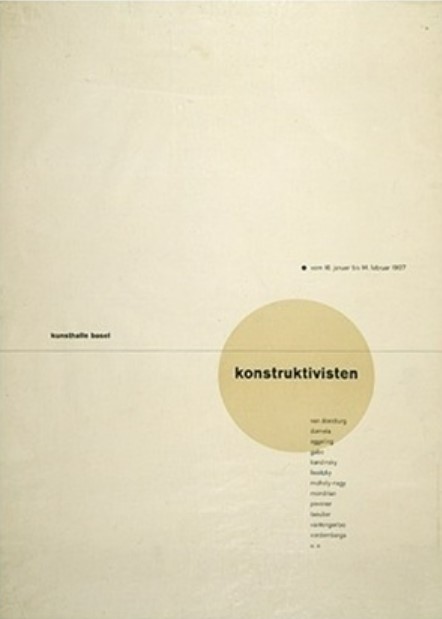 vom 16. januar bis 14. februar 1937
kunsthalle basel
konstruktivisten
van doesburg
domela
eggeling
gabo
kandinsky
lissitzky
moholy-nagy
mondrian
pevsner
taeuber
vantongerloo
vordemberge
u. a.